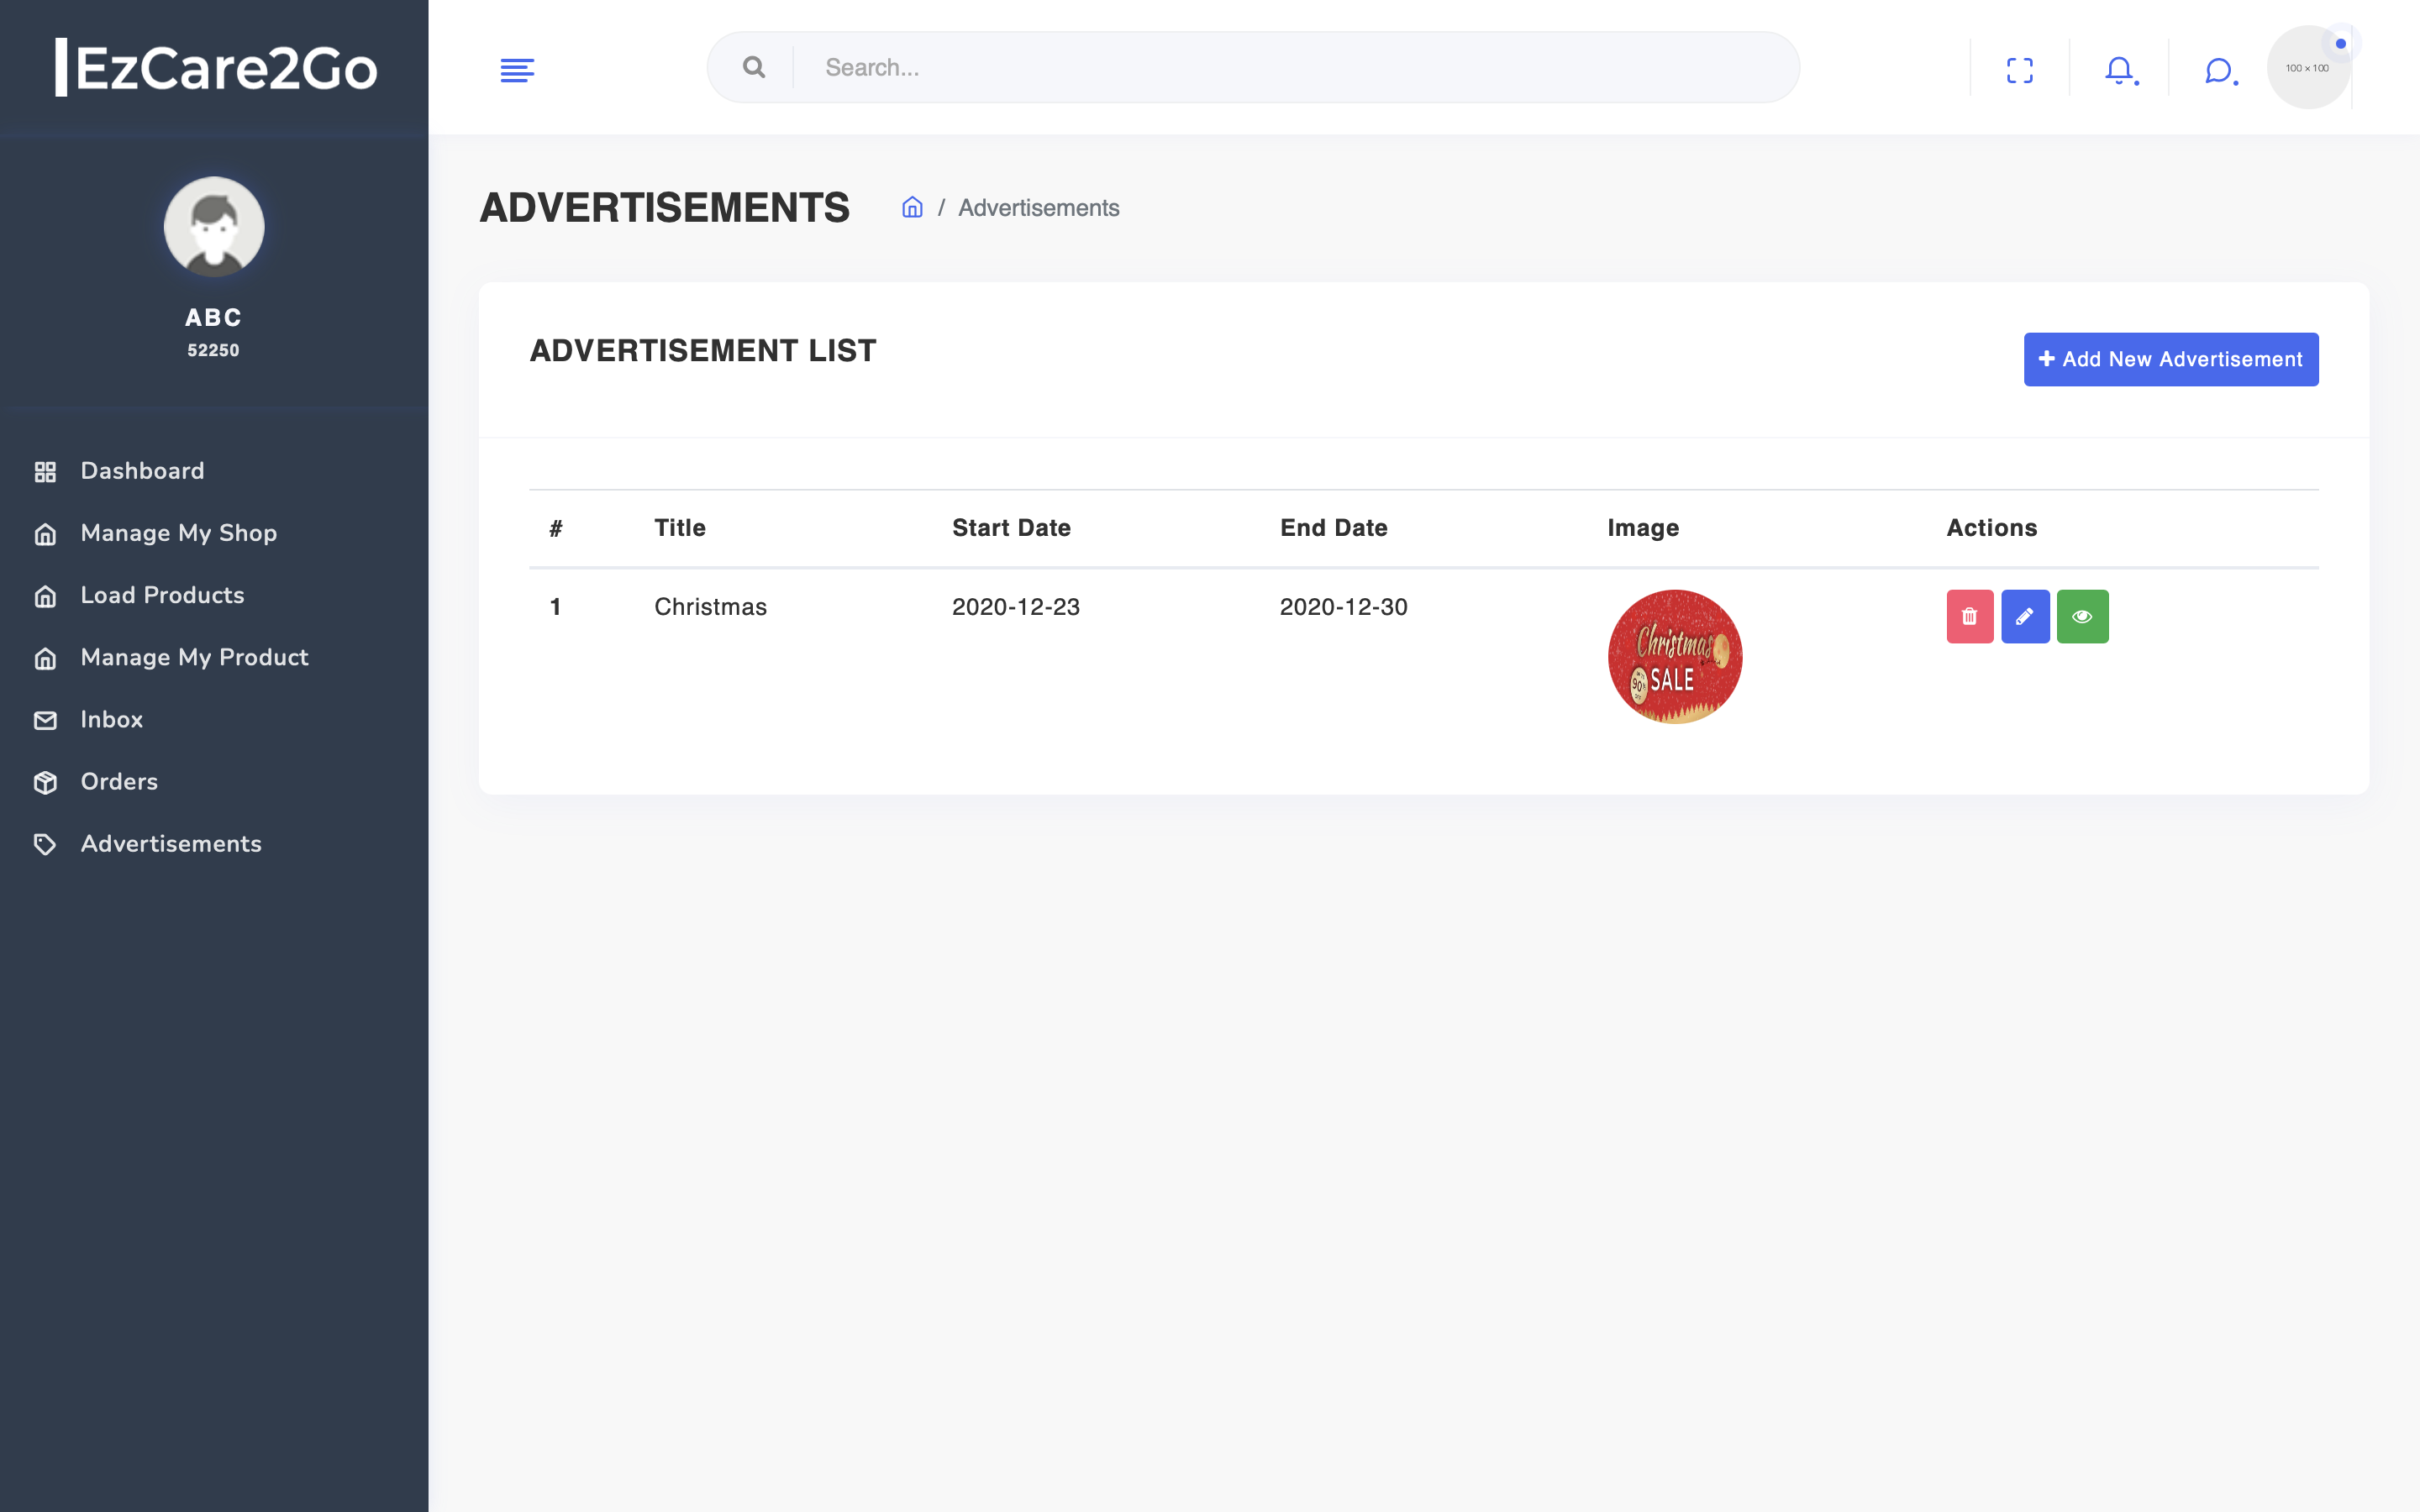 EzCare2Go
Search...
100 × 100
ABC
52250
Dashboard
Manage My Shop
Load Products
Manage My Product
Inbox
Orders
Advertisements
ADVERTISEMENTS
/ Advertisements
ADVERTISEMENT LIST
Add New Advertisement
# Title Start Date End Date Image Actions
1 Christmas 2020-12-23 2020-12-30
Christmas
90%
SALE